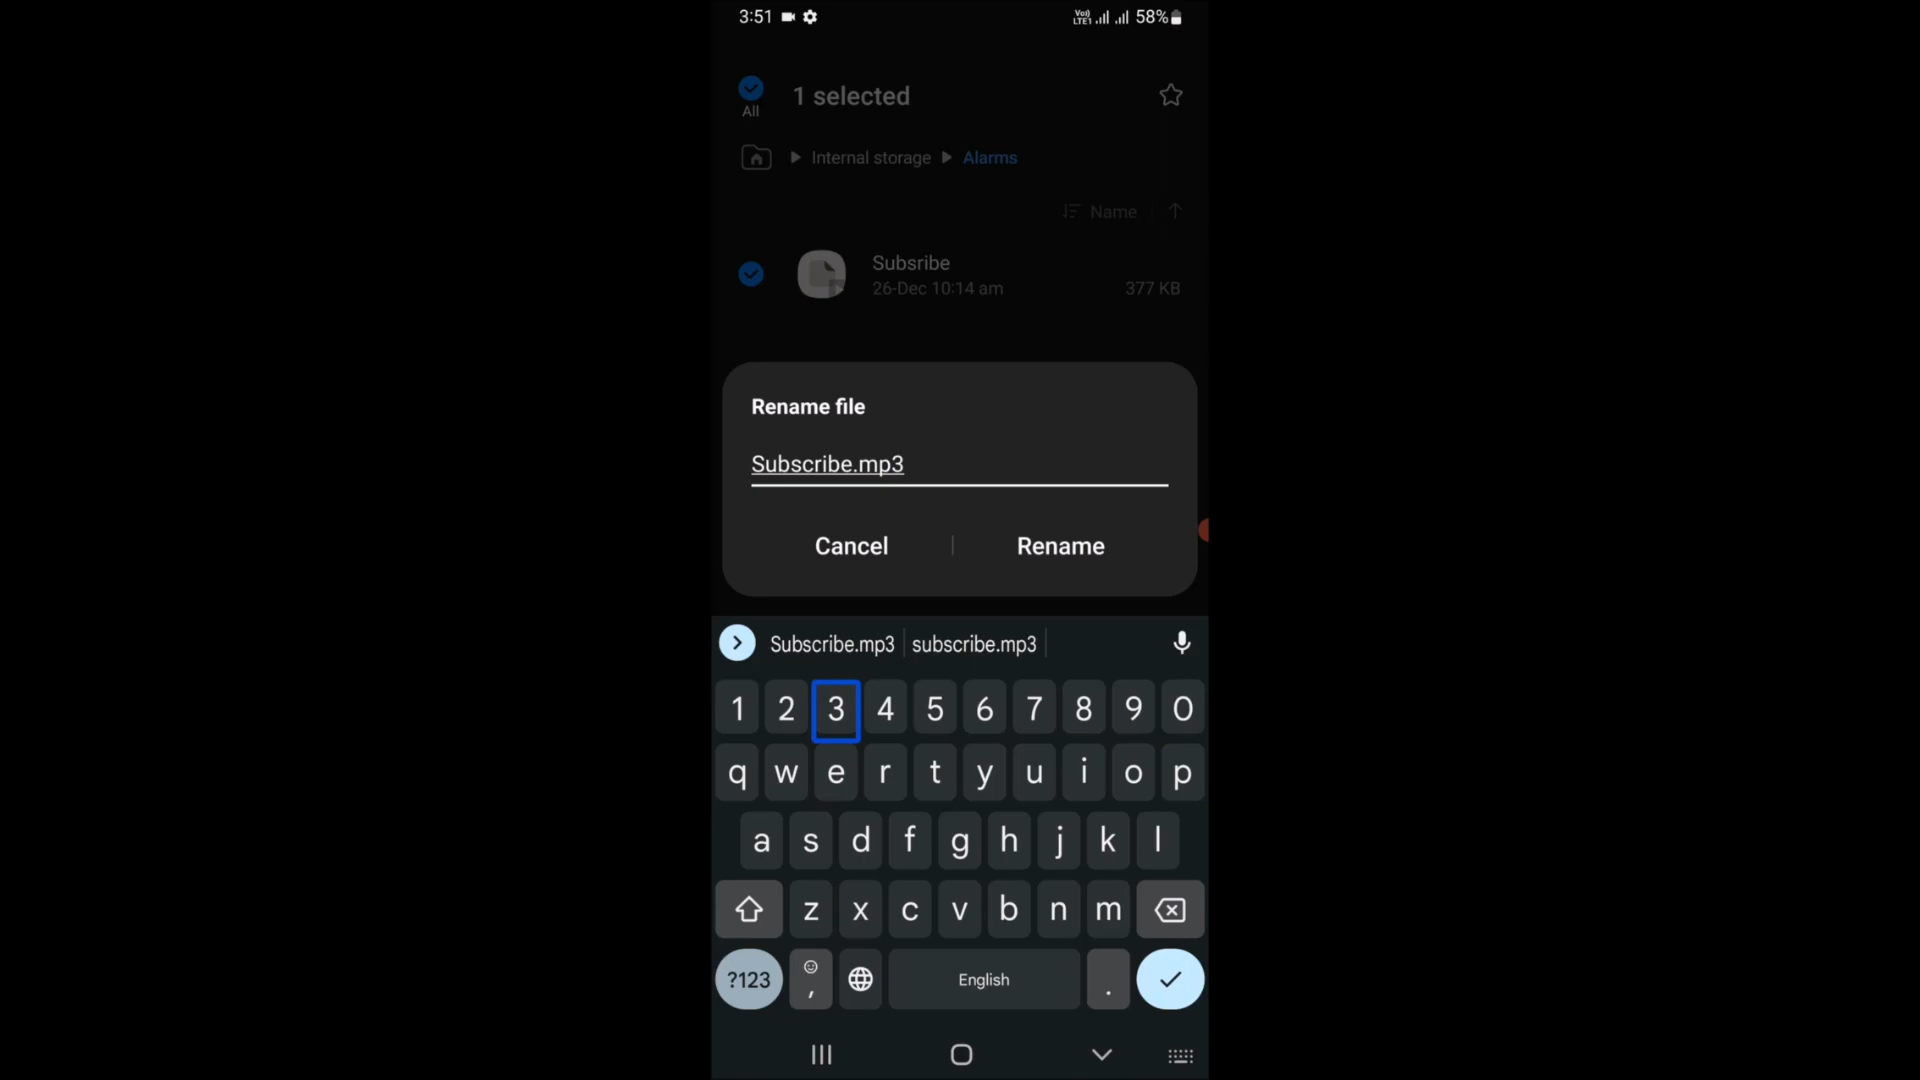 3:51 Vo) LTE1 58%
1 selected
All
Internal storage Alarms
Name
Subsribe
26-Dec 10:14 am 377 KB
Rename file
Subscribe.mp3
Cancel Rename
Subscribe.mp3 subscribe.mp3
1 2 3 4 5 6 7 8 9 0
q w e r t y u i o p
a s d f g h j k l
z x c v b n m
?123 , English .